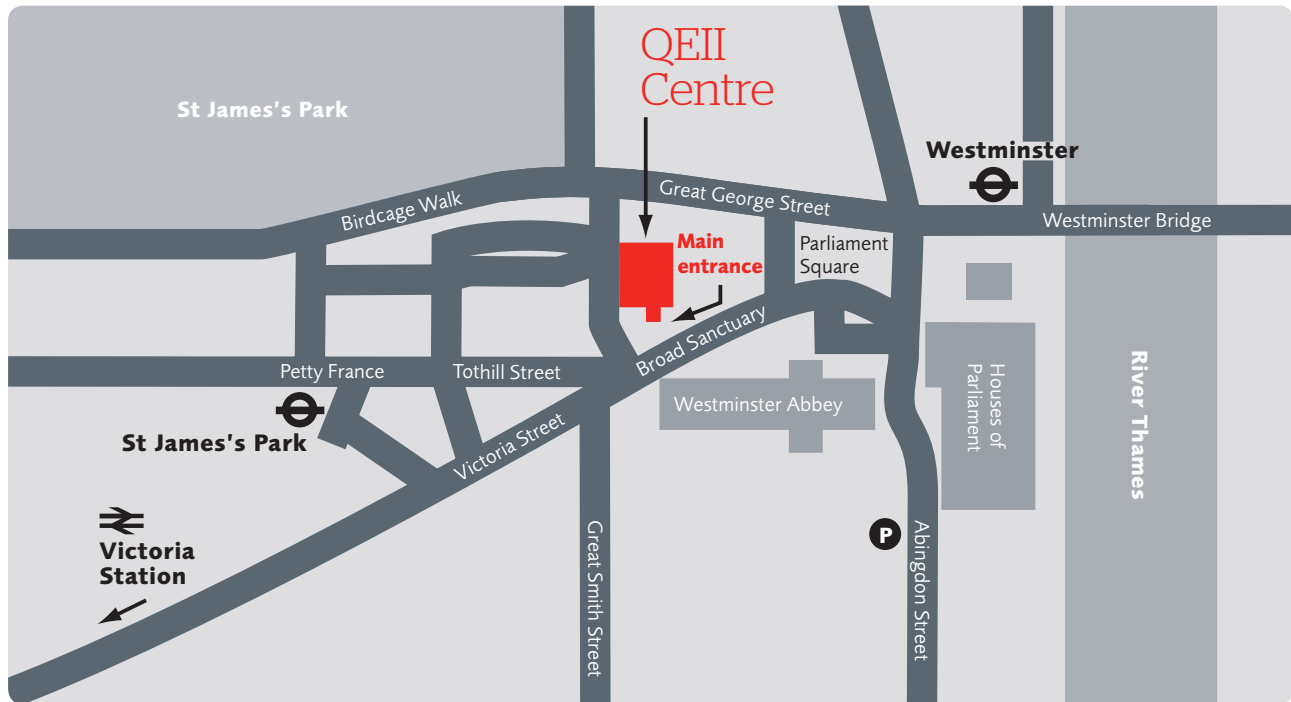 QEII
Centre
St James's Park
Westminster
Great George Street
Birdcage Walk
Westminster Bridge
Main
entrance
Parliament
Square
Broad Sanctuary
Petty France
Tothill Street
Houses of
Parliament
River Thames
Westminster Abbey
St James's Park
Victoria Street
Victoria
Station
Great Smith Street
P
Abingdon Street